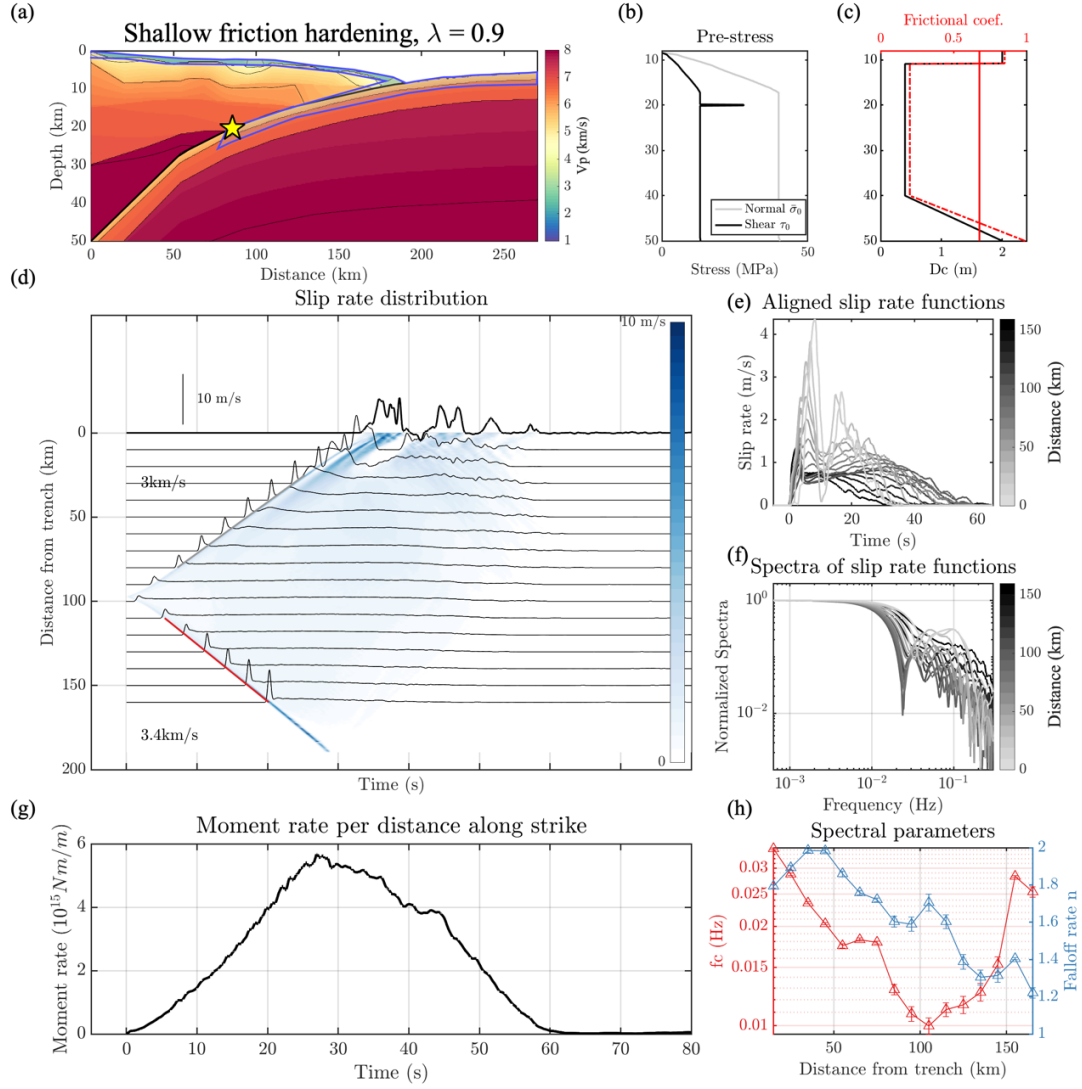 (a)
Shallow friction hardening, λ = 0.9
0
10
20
30
40
50
Depth (km)
0
50
100
150
200
250
Distance (km)
8
7
6
5
4
3
2
1
Vp (km/s)
(b)
Pre-stress
10
20
30
40
50
Normal σ̄₀
Shear τ₀
0
50
Stress (MPa)
(c)
Frictional coef.
0
0.5
1
10
20
30
40
50
0
1
2
Dc (m)
(d)
Slip rate distribution
10 m/s
10 m/s
0
50
100
150
200
Distance from trench (km)
3km/s
3.4km/s
0
Time (s)
(e)
Aligned slip rate functions
4
3
2
1
0
Slip rate (m/s)
0
20
40
60
Time (s)
150
100
50
0
Distance (km)
(f)
Spectra of slip rate functions
10⁰
10⁻²
Normalized Spectra
10⁻³
10⁻²
10⁻¹
Frequency (Hz)
150
100
50
0
Distance (km)
(g)
Moment rate per distance along strike
6
4
2
0
Moment rate (10¹⁵Nm/m)
0
10
20
30
40
50
60
70
80
Time (s)
(h)
Spectral parameters
0.03
0.025
0.02
0.015
0.01
fc (Hz)
2
1.8
1.6
1.4
1.2
1
Falloff rate n
50
100
150
Distance from trench (km)